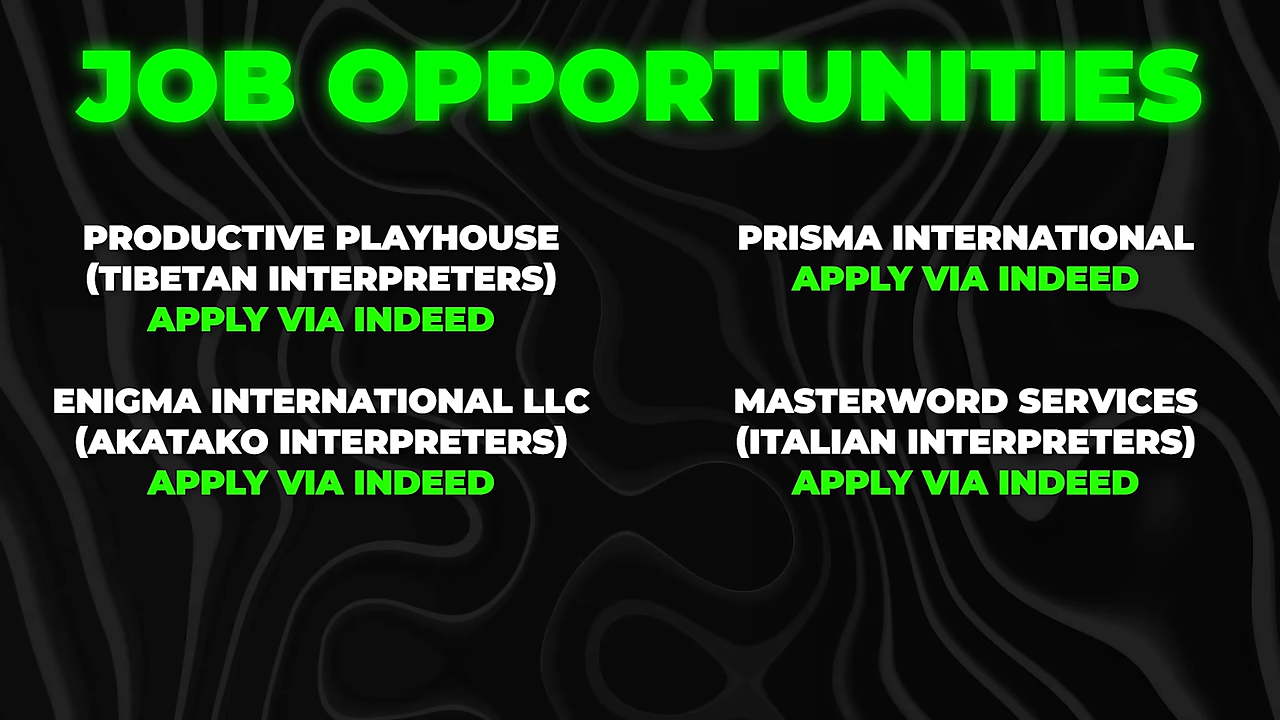 JOB OPPORTUNITIES
PRODUCTIVE PLAYHOUSE
(TIBETAN INTERPRETERS)
APPLY VIA INDEED
PRISMA INTERNATIONAL
APPLY VIA INDEED
ENIGMA INTERNATIONAL LLC
(AKATAKO INTERPRETERS)
APPLY VIA INDEED
MASTERWORD SERVICES
(ITALIAN INTERPRETERS)
APPLY VIA INDEED